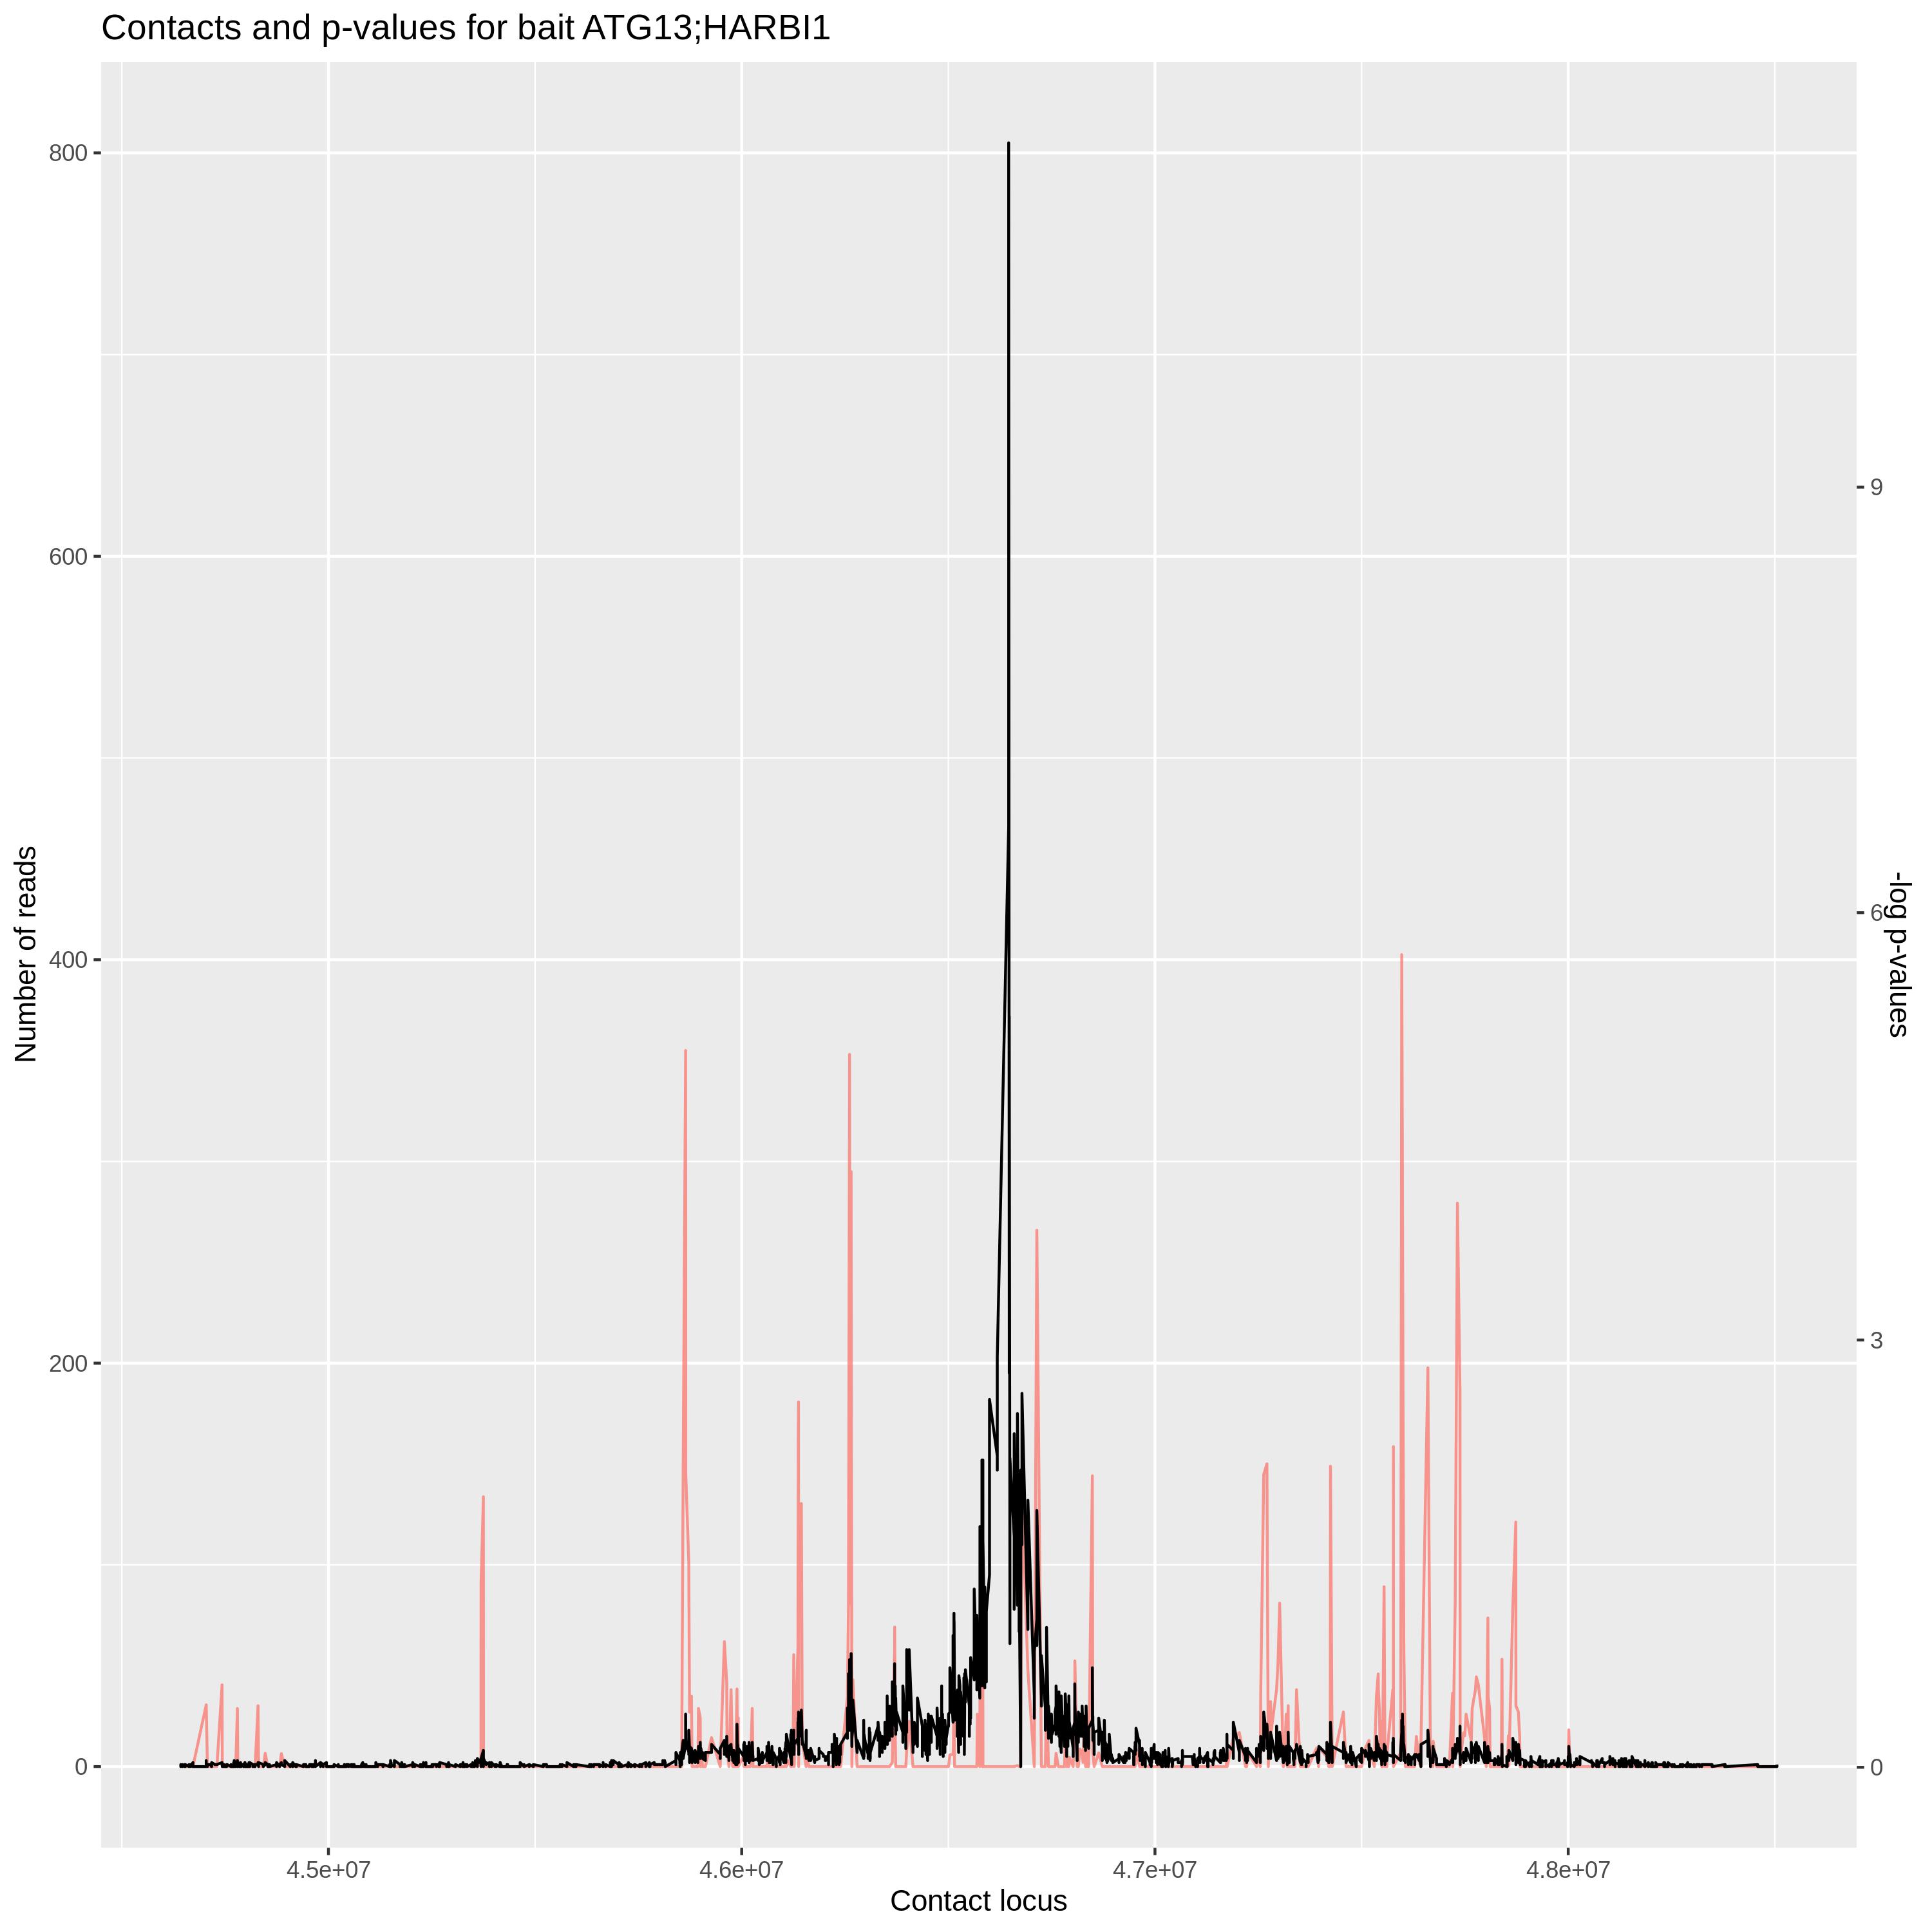 Contacts and p-values for bait ATG13;HARBI1
800
600
400
200
0
9
6
3
0
Number of reads
-log p-values
4.5e+07
4.6e+07
4.7e+07
4.8e+07
Contact locus